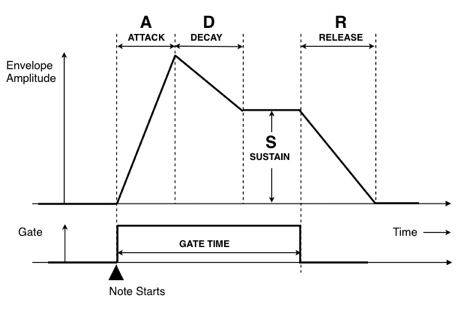 A
D
R
ATTACK
DECAY
RELEASE
Envelope
Amplitude
S
SUSTAIN
Gate
Time
GATE TIME
Note Starts